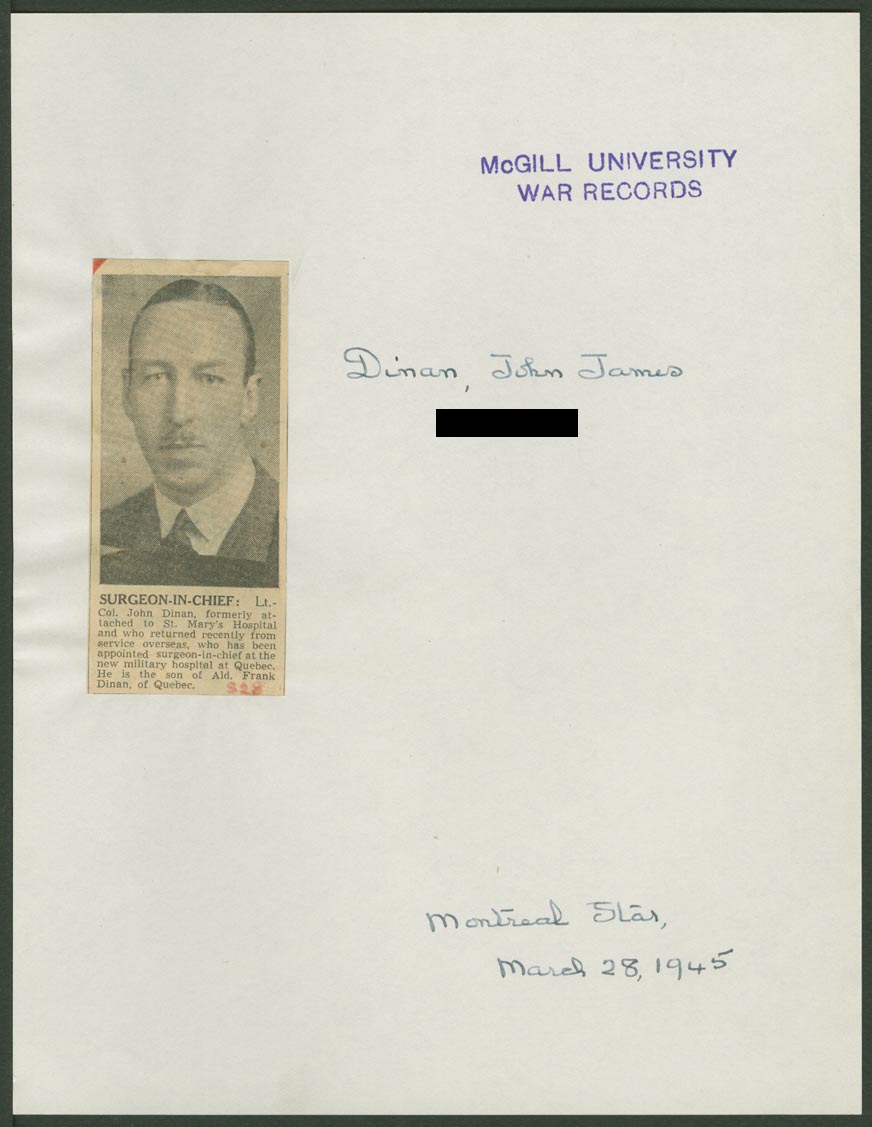 McGILL UNIVERSITY
WAR RECORDS
Dinan, John James
SURGEON-IN-CHIEF: Lt.-
Col. John Dinan, formerly at-
tached to St. Mary's Hospital
and who returned recently from
service overseas, who has been
appointed surgeon-in-chief at the
new military hospital at Quebec.
He is the son of Ald. Frank
Dinan, of Quebec.
S28
Montreal Star,
March 28, 1945